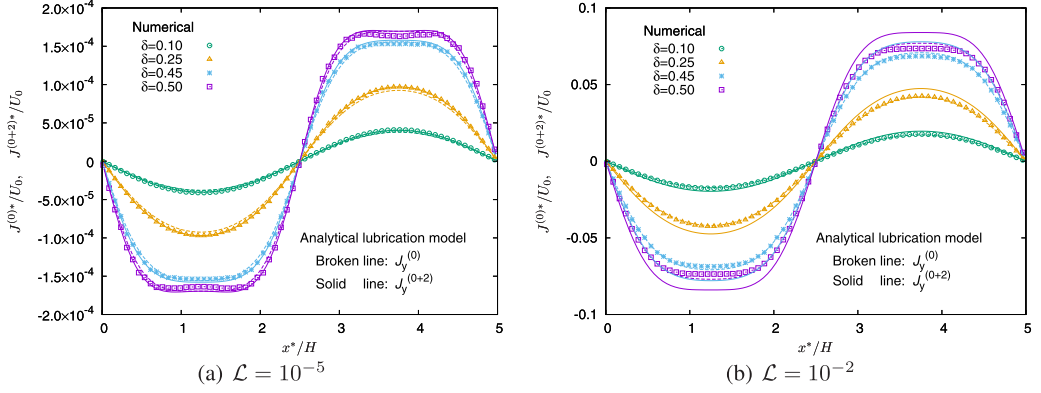 2.0×10⁻⁴
1.5×10⁻⁴
1.0×10⁻⁴
5.0×10⁻⁵
0
-5.0×10⁻⁵
-1.0×10⁻⁴
-1.5×10⁻⁴
-2.0×10⁻⁴
J⁽⁰⁾*/U₀, J⁽⁰⁺²⁾*/U₀
Numerical
δ=0.10
δ=0.25
δ=0.45
δ=0.50
Analytical lubrication model
Broken line: J_y⁽⁰⁾
Solid line: J_y⁽⁰⁺²⁾
0 1 2 3 4 5
x*/H
(a) ℒ = 10⁻⁵
0.1
0.05
0
-0.05
-0.1
J⁽⁰⁾*/U₀, J⁽⁰⁺²⁾*/U₀
Numerical
δ=0.10
δ=0.25
δ=0.45
δ=0.50
Analytical lubrication model
Broken line: J_y⁽⁰⁾
Solid line: J_y⁽⁰⁺²⁾
0 1 2 3 4 5
x*/H
(b) ℒ = 10⁻²